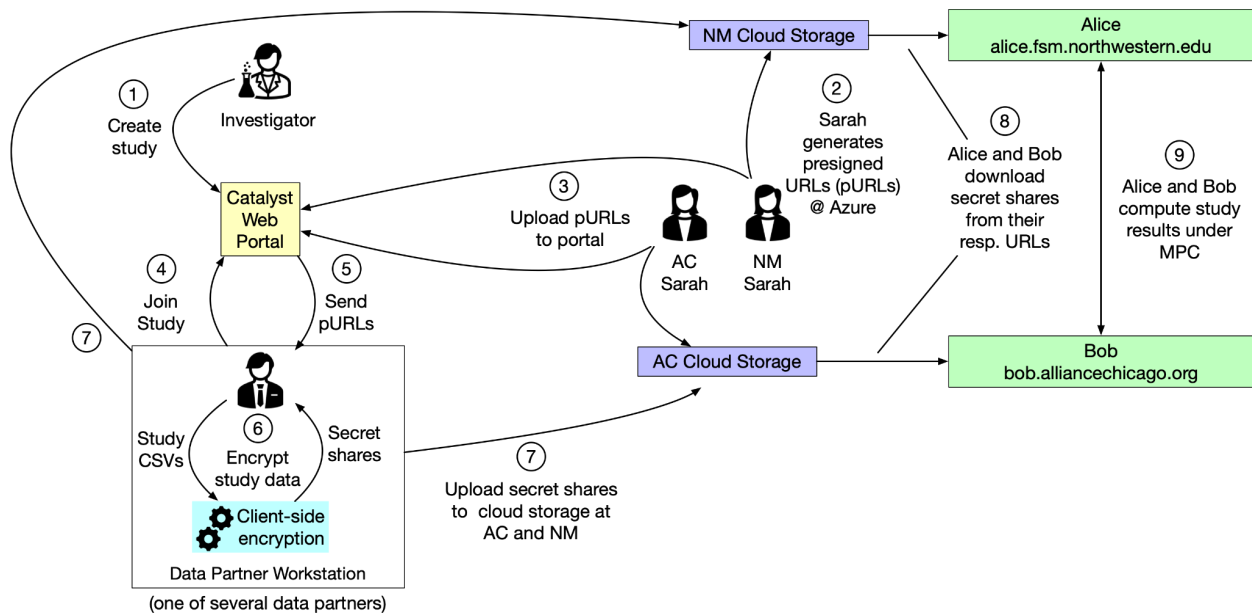 NM Cloud Storage
Alice
alice.fsm.northwestern.edu
1
Create
study
Investigator
2
Sarah
generates
presigned
URLs (pURLs)
@ Azure
8
Alice and Bob
download
secret shares
from their
resp. URLs
9
Alice and Bob
compute study
results under
MPC
3
Upload pURLs
to portal
Catalyst
Web
Portal
AC
Sarah
NM
Sarah
4
Join
Study
5
Send
pURLs
7
AC Cloud Storage
Bob
bob.alliancechicago.org
Study
CSVs
6
Encrypt
study data
Secret
shares
Client-side
encryption
7
Upload secret shares
to cloud storage at
AC and NM
Data Partner Workstation
(one of several data partners)